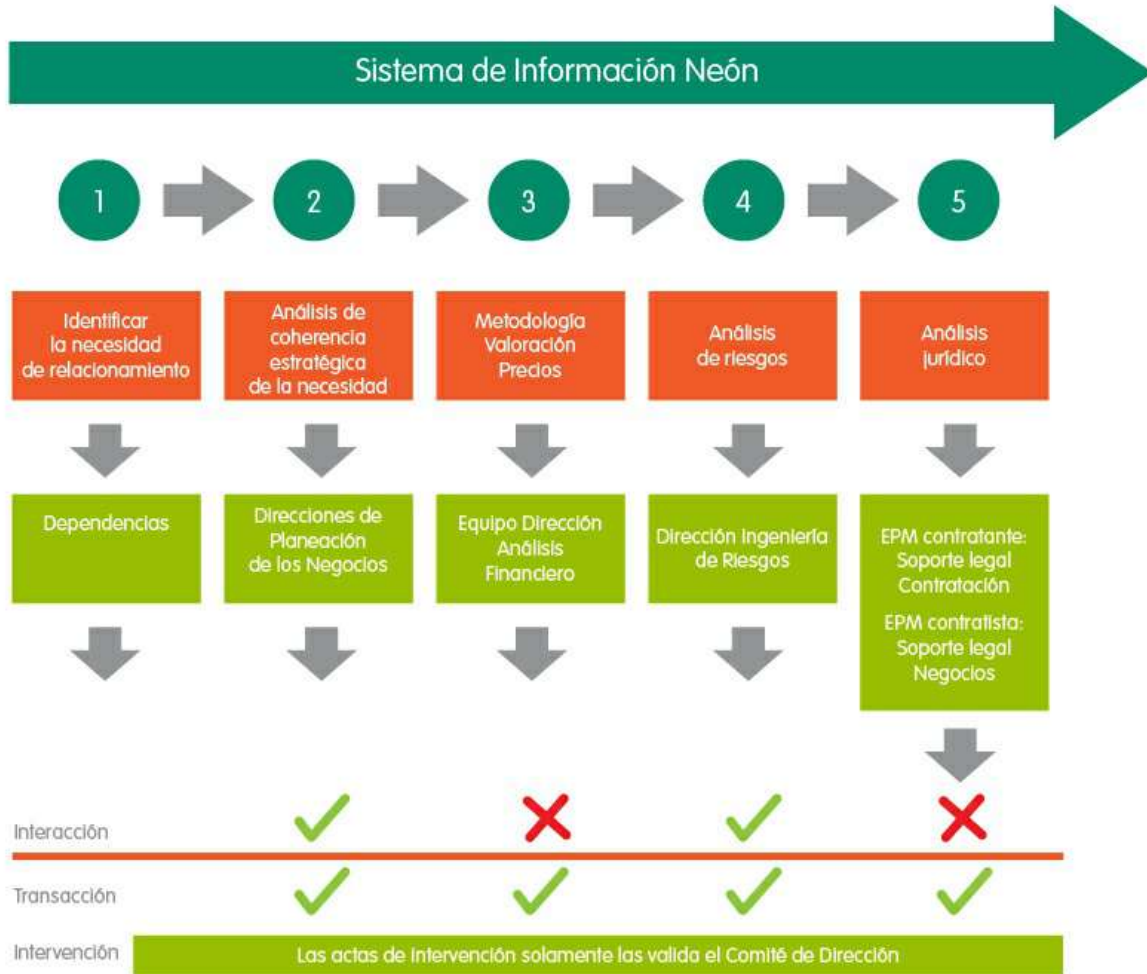 Sistema de Información Neón
1
2
3
4
5
Identificar
la necesidad
de relacionamiento
Análisis de
coherencia
estratégica
de la necesidad
Metodología
Valoración
Precios
Análisis
de riesgos
Análisis
jurídico
Dependencias
Direcciones de
Planeación
de los Negocios
Equipo Dirección
Análisis
Financiero
Dirección Ingeniería
de Riesgos
EPM contratante:
Soporte legal
Contratación
EPM contratista:
Soporte legal
Negocios
Interacción
Transacción
Intervención
Las actas de Intervención solamente las valida el Comité de Dirección